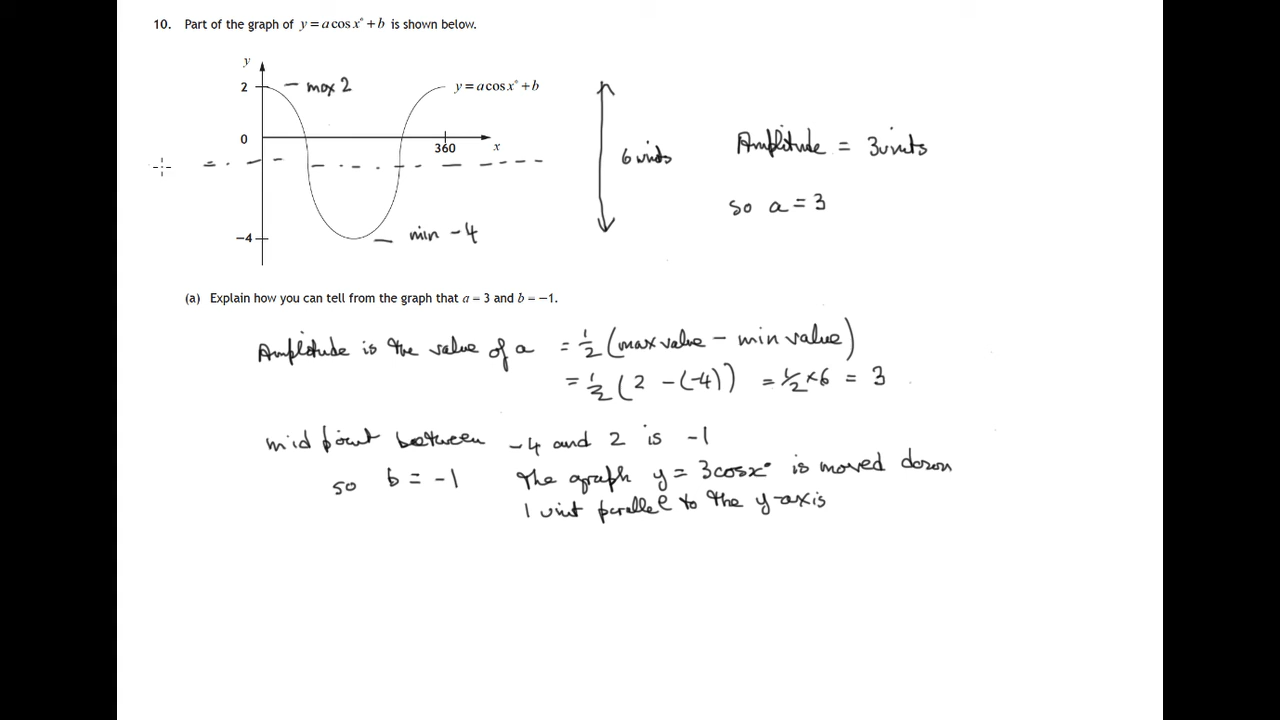 10. Part of the graph of y = a cos x° + b is shown below.
y
2
– max 2
y = a cos x° + b
0
360
x
6 units
Amplitude = 3 units
so a = 3
−4
– min -4
(a) Explain how you can tell from the graph that a = 3 and b = −1.
Amplitude is the value of a = ½ (max value − min value)
= ½ (2 − (−4)) = ½ × 6 = 3
mid point between -4 and 2 is -1
so b = -1 The graph y = 3cosx° is moved down
1 unit parallel to the y-axis